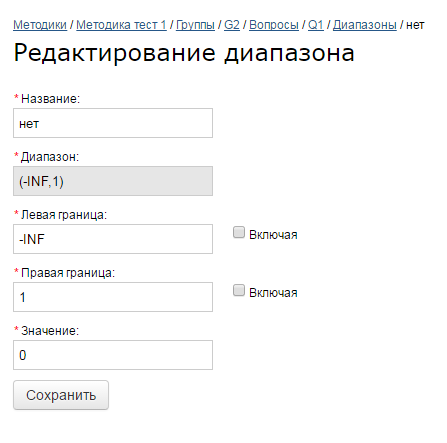 Методики / Методика тест 1 / Группы / G2 / Вопросы / Q1 / Диапазоны / нет
Редактирование диапазона
* Название:
нет
* Диапазон:
(-INF,1)
* Левая граница:
-INF
Включая
* Правая граница:
1
Включая
* Значение:
0
Сохранить